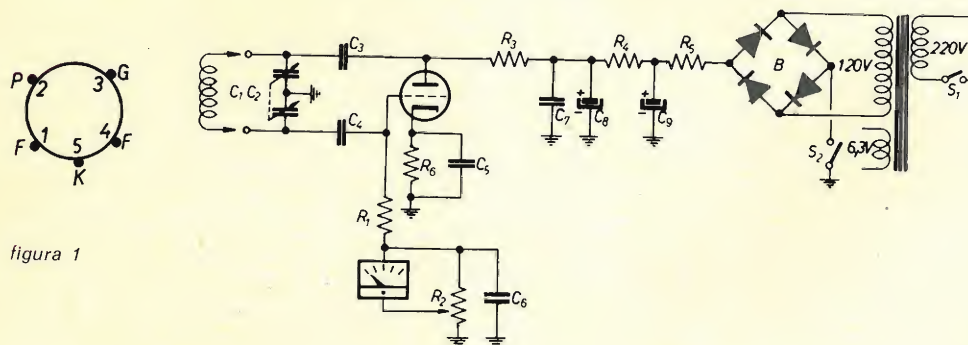 P 2 3 G
F 1 4 F
5
K
figura 1
C₁ C₂
C₃
C₄
R₁
R₂
R₆
C₅
C₆
R₃
C₇
+
-
C₈
R₄
+
-
C₉
R₅
B
120V
220V
S₁
S₂
6,3V